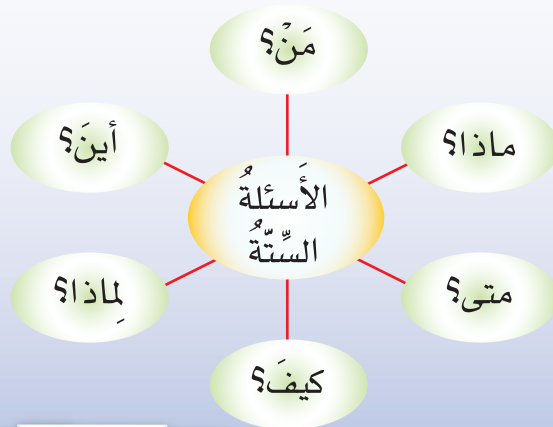 مَنْ؟
ماذا؟
أينَ؟
الأَسئلةُ
السِّتّةُ
متى؟
لِماذا؟
كيفَ؟